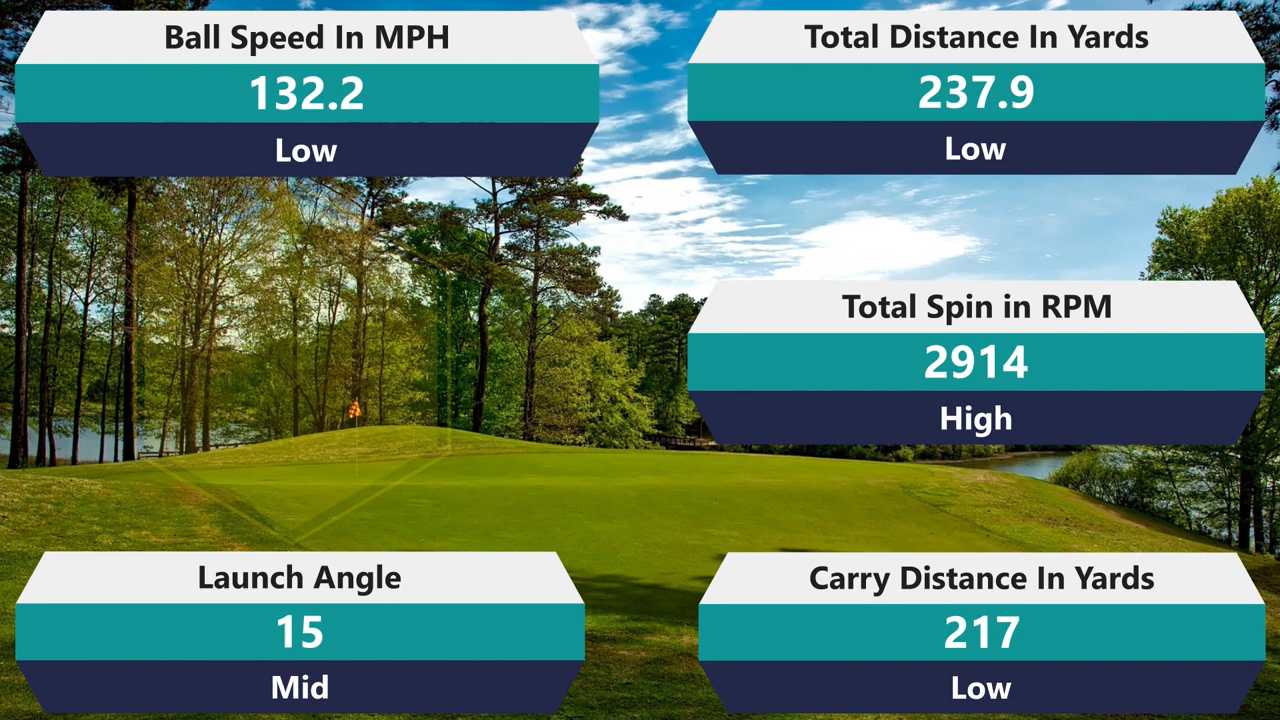 Ball Speed In MPH
132.2
Low
Total Distance In Yards
237.9
Low
Total Spin in RPM
2914
High
Launch Angle
15
Mid
Carry Distance In Yards
217
Low